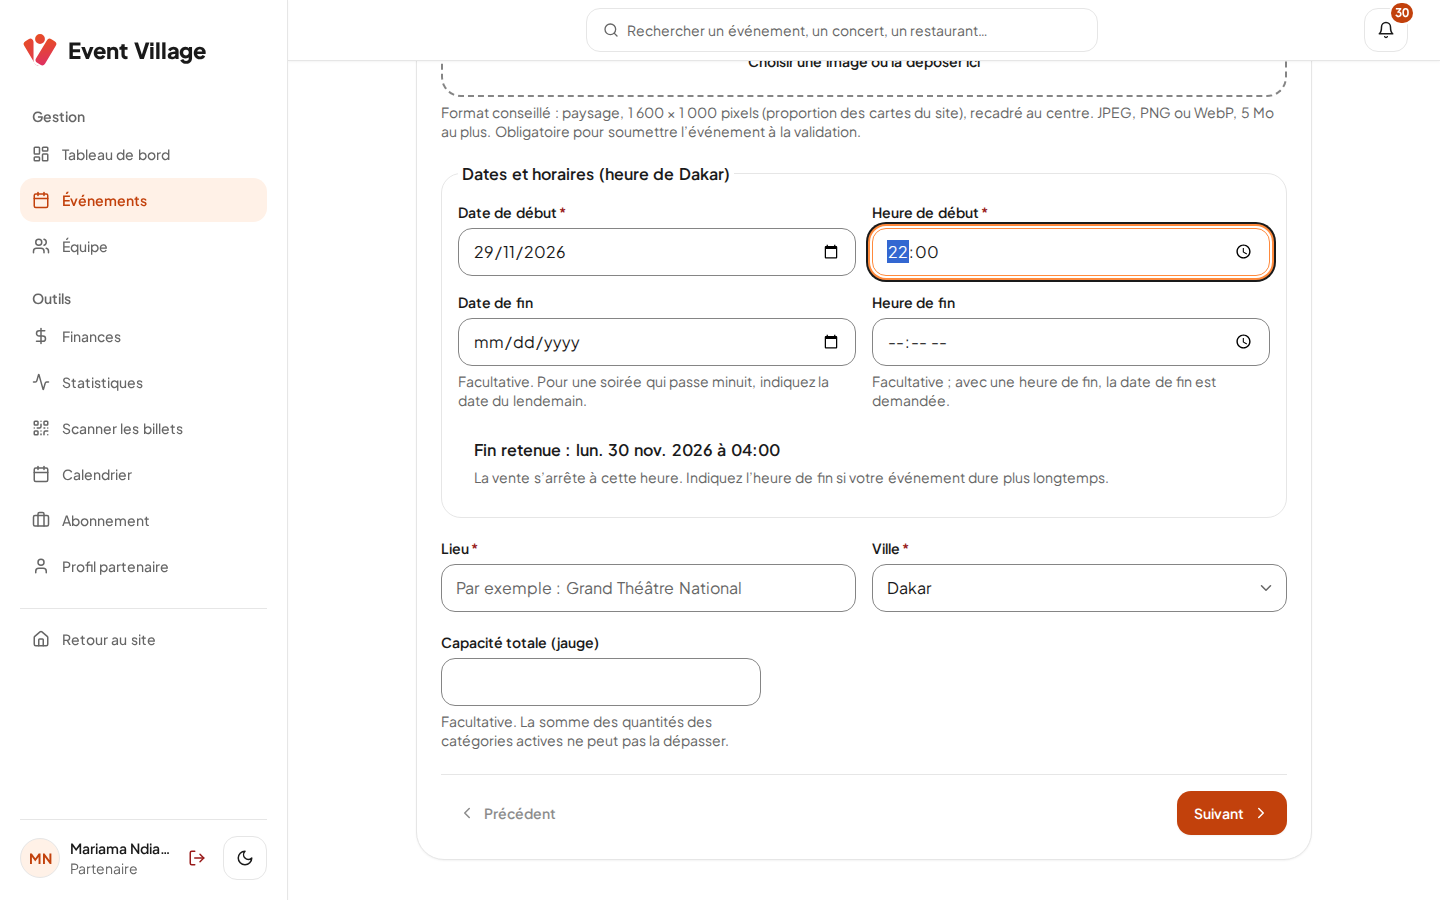 Event Village
Rechercher un événement, un concert, un restaurant…
30
Gestion
Tableau de bord
Événements
Équipe
Outils
Finances
Statistiques
Scanner les billets
Calendrier
Abonnement
Profil partenaire
Retour au site
MN
Mariama Ndia…
Partenaire
Choisir une image ou la déposer ici
Format conseillé : paysage, 1 600 × 1 000 pixels (proportion des cartes du site), recadré au centre. JPEG, PNG ou WebP, 5 Mo
au plus. Obligatoire pour soumettre l'événement à la validation.
Dates et horaires (heure de Dakar)
Date de début *
Heure de début *
29/11/2026
22:00
Date de fin
Heure de fin
mm/dd/yyyy
--:-- --
Facultative. Pour une soirée qui passe minuit, indiquez la
date du lendemain.
Facultative ; avec une heure de fin, la date de fin est
demandée.
Fin retenue : lun. 30 nov. 2026 à 04:00
La vente s'arrête à cette heure. Indiquez l'heure de fin si votre événement dure plus longtemps.
Lieu *
Ville *
Par exemple : Grand Théâtre National
Dakar
Capacité totale (jauge)
Facultative. La somme des quantités des
catégories actives ne peut pas la dépasser.
Précédent
Suivant